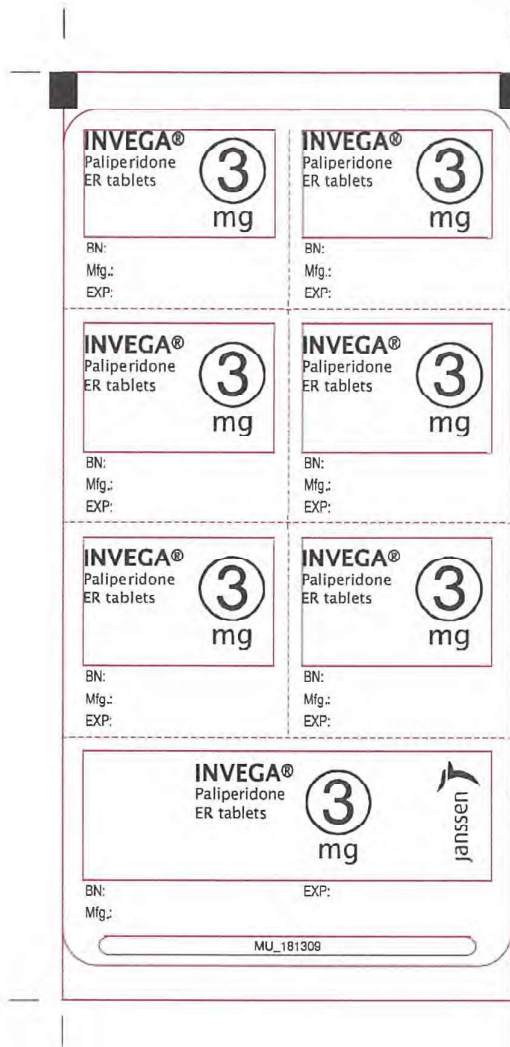 INVEGA®
Paliperidone
ER tablets
3
mg
BN:
Mfg.:
EXP:
INVEGA®
Paliperidone
ER tablets
3
mg
BN:
Mfg.:
EXP:
INVEGA®
Paliperidone
ER tablets
3
mg
BN:
Mfg.:
EXP:
INVEGA®
Paliperidone
ER tablets
3
mg
BN:
Mfg.:
EXP:
INVEGA®
Paliperidone
ER tablets
3
mg
BN:
Mfg.:
EXP:
INVEGA®
Paliperidone
ER tablets
3
mg
BN:
Mfg.:
EXP:
INVEGA®
Paliperidone
ER tablets
3
mg
janssen
BN:
EXP:
Mfg.:
MU_181309